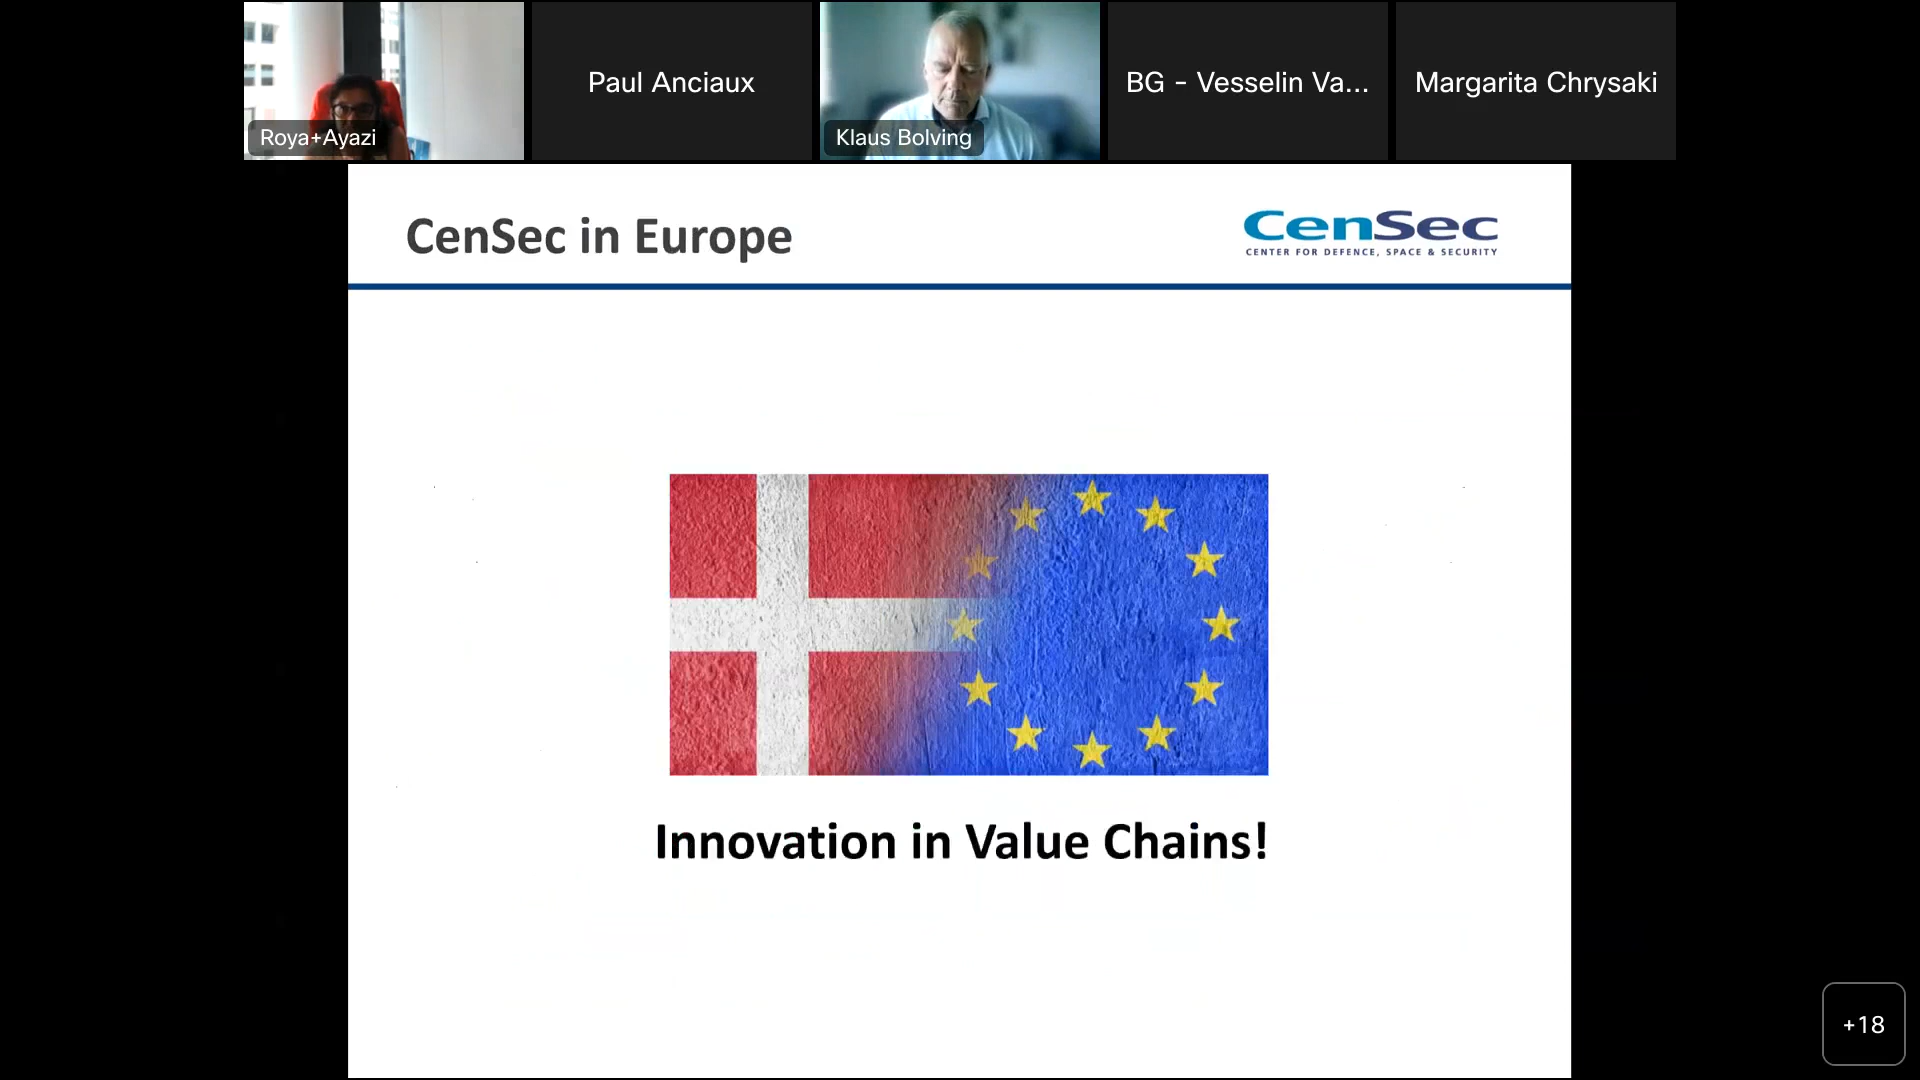 Roya+Ayazi
Paul Anciaux
Klaus Bolving
BG - Vesselin Va...
Margarita Chrysaki
CenSec in Europe
CenSec
CENTER FOR DEFENCE, SPACE & SECURITY
Innovation in Value Chains!
+18